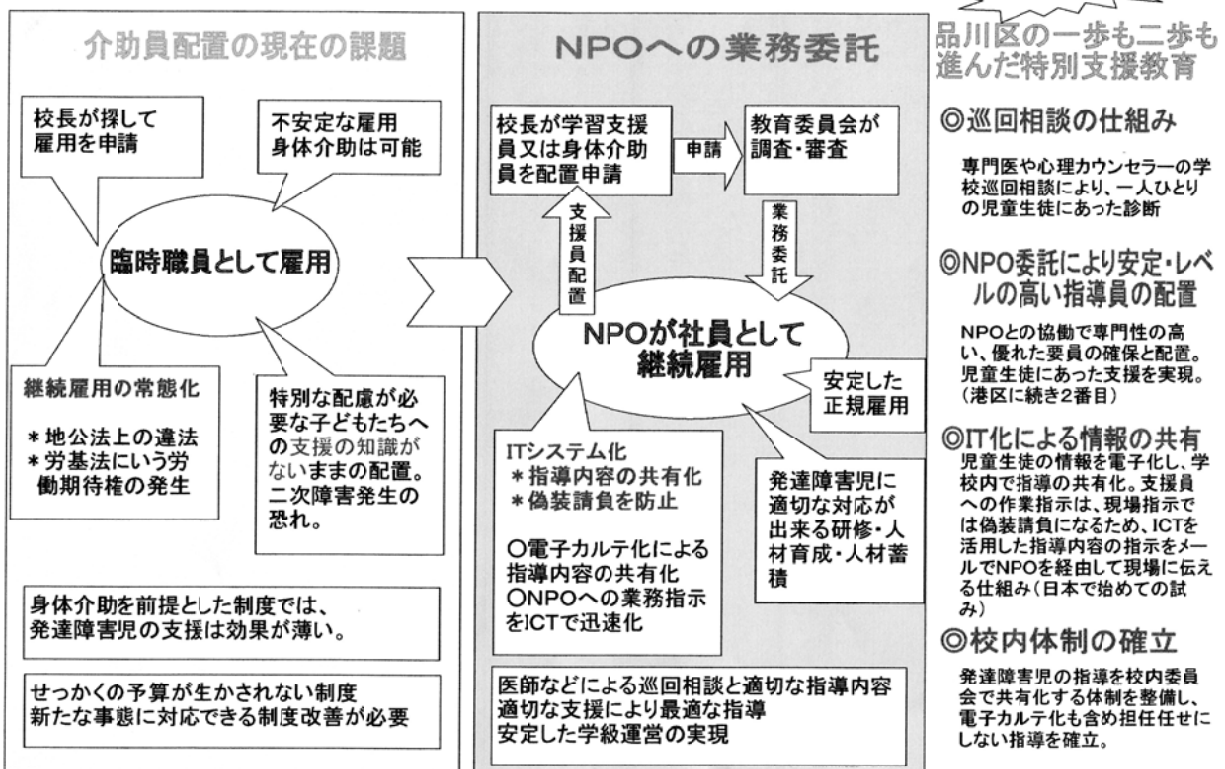 介助員配置の現在の課題
校長が探して
雇用を申請
不安定な雇用
身体介助は可能
臨時職員として雇用
継続雇用の常態化
＊地公法上の違法
＊労基法にいう労
働期待権の発生
特別な配慮が必
要な子どもたちへ
の支援の知識が
ないままの配置。
二次障害発生の
恐れ。
身体介助を前提とした制度では、
発達障害児の支援は効果が薄い。
せっかくの予算が生かされない制度
新たな事態に対応できる制度改善が必要
NPOへの業務委託
校長が学習支援
員又は身体介助
員を配置申請
申請
教育委員会が
調査・審査
支援員配置
業務委託
NPOが社員として
継続雇用
安定した
正規雇用
ITシステム化
＊指導内容の共有化
＊偽装請負を防止
○電子カルテ化による
指導内容の共有化
○NPOへの業務指示
をICTで迅速化
発達障害児に
適切な対応が
出来る研修・人
材育成・人材蓄
積
医師などによる巡回相談と適切な指導内容
適切な支援により最適な指導
安定した学級運営の実現
品川区の一歩も二歩も
進んだ特別支援教育
◎巡回相談の仕組み
専門医や心理カウンセラーの学
校巡回相談により、一人ひとり
の児童生徒にあった診断
◎NPO委託により安定・レベ
ルの高い指導員の配置
NPOとの協働で専門性の高
い、優れた要員の確保と配置。
児童生徒にあった支援を実現。
（港区に続き2番目）
◎IT化による情報の共有
児童生徒の情報を電子化し、学
校内で指導の共有化。支援員
への作業指示は、現場指示で
は偽装請負になるため、ICTを
活用した指導内容の指示をメー
ルでNPOを経由して現場に伝え
る仕組み（日本で始めての試
み）
◎校内体制の確立
発達障害児の指導を校内委員
会で共有化する体制を整備し、
電子カルテ化も含め担任任せに
しない指導を確立。